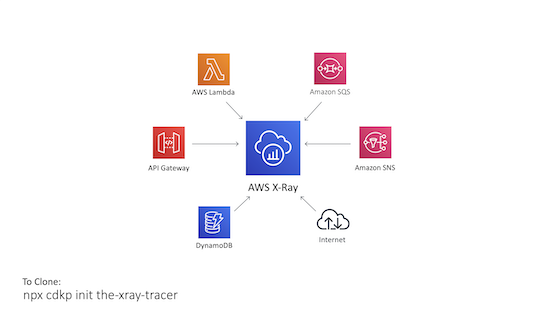 AWS Lambda
Amazon SQS
API Gateway
AWS X-Ray
Amazon SNS
DynamoDB
Internet
To Clone:
npx cdkp init the-xray-tracer